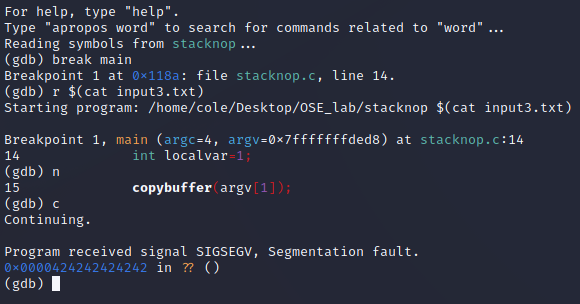 For help, type "help".
Type "apropos word" to search for commands related to "word" ...
Reading symbols from stacknop ...
(gdb) break main
Breakpoint 1 at 0×118a: file stacknop.c, line 14.
(gdb) r $(cat input3.txt)
Starting program: /home/cole/Desktop/OSE_lab/stacknop $(cat input3.txt)
Breakpoint 1, main (argc=4, argv=0×7fffffffded8) at stacknop.c:14
14 int localvar=1;
(gdb) n
15 copybuffer(argv[1]);
(gdb) c
Continuing.
Program received signal SIGSEGV, Segmentation fault.
0×0000424242424242 in ?? ()
(gdb)